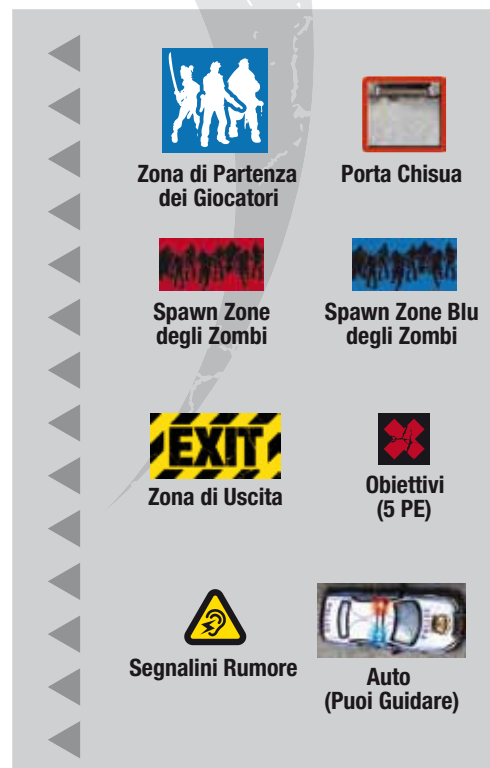 Zona di Partenza
dei Giocatori
Porta Chisua
Spawn Zone
degli Zombi
Spawn Zone Blu
degli Zombi
EXIT
Zona di Uscita
Obiettivi
(5 PE)
Segnalini Rumore
Auto
(Puoi Guidare)